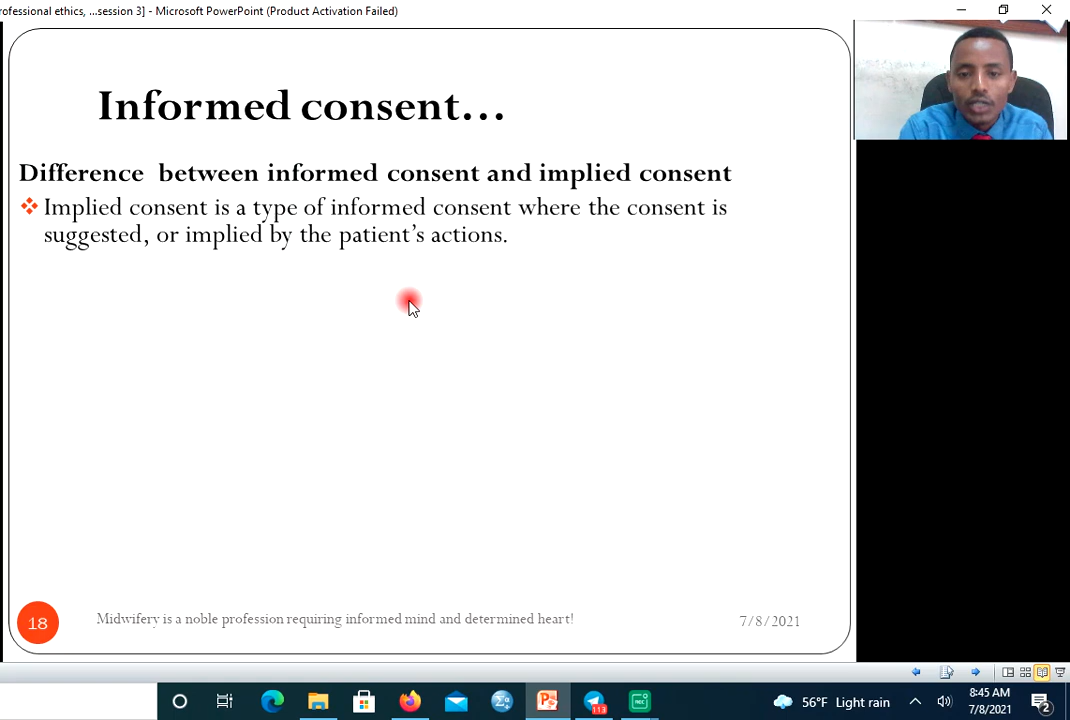 ofessional ethics, ...session 3] - Microsoft PowerPoint (Product Activation Failed)
Informed consent...
Difference between informed consent and implied consent
Implied consent is a type of informed consent where the consent is
suggested, or implied by the patient's actions.
18
Midwifery is a noble profession requiring informed mind and determined heart!
7/8/2021
113
REC
56°F Light rain
8:45 AM
7/8/2021
2